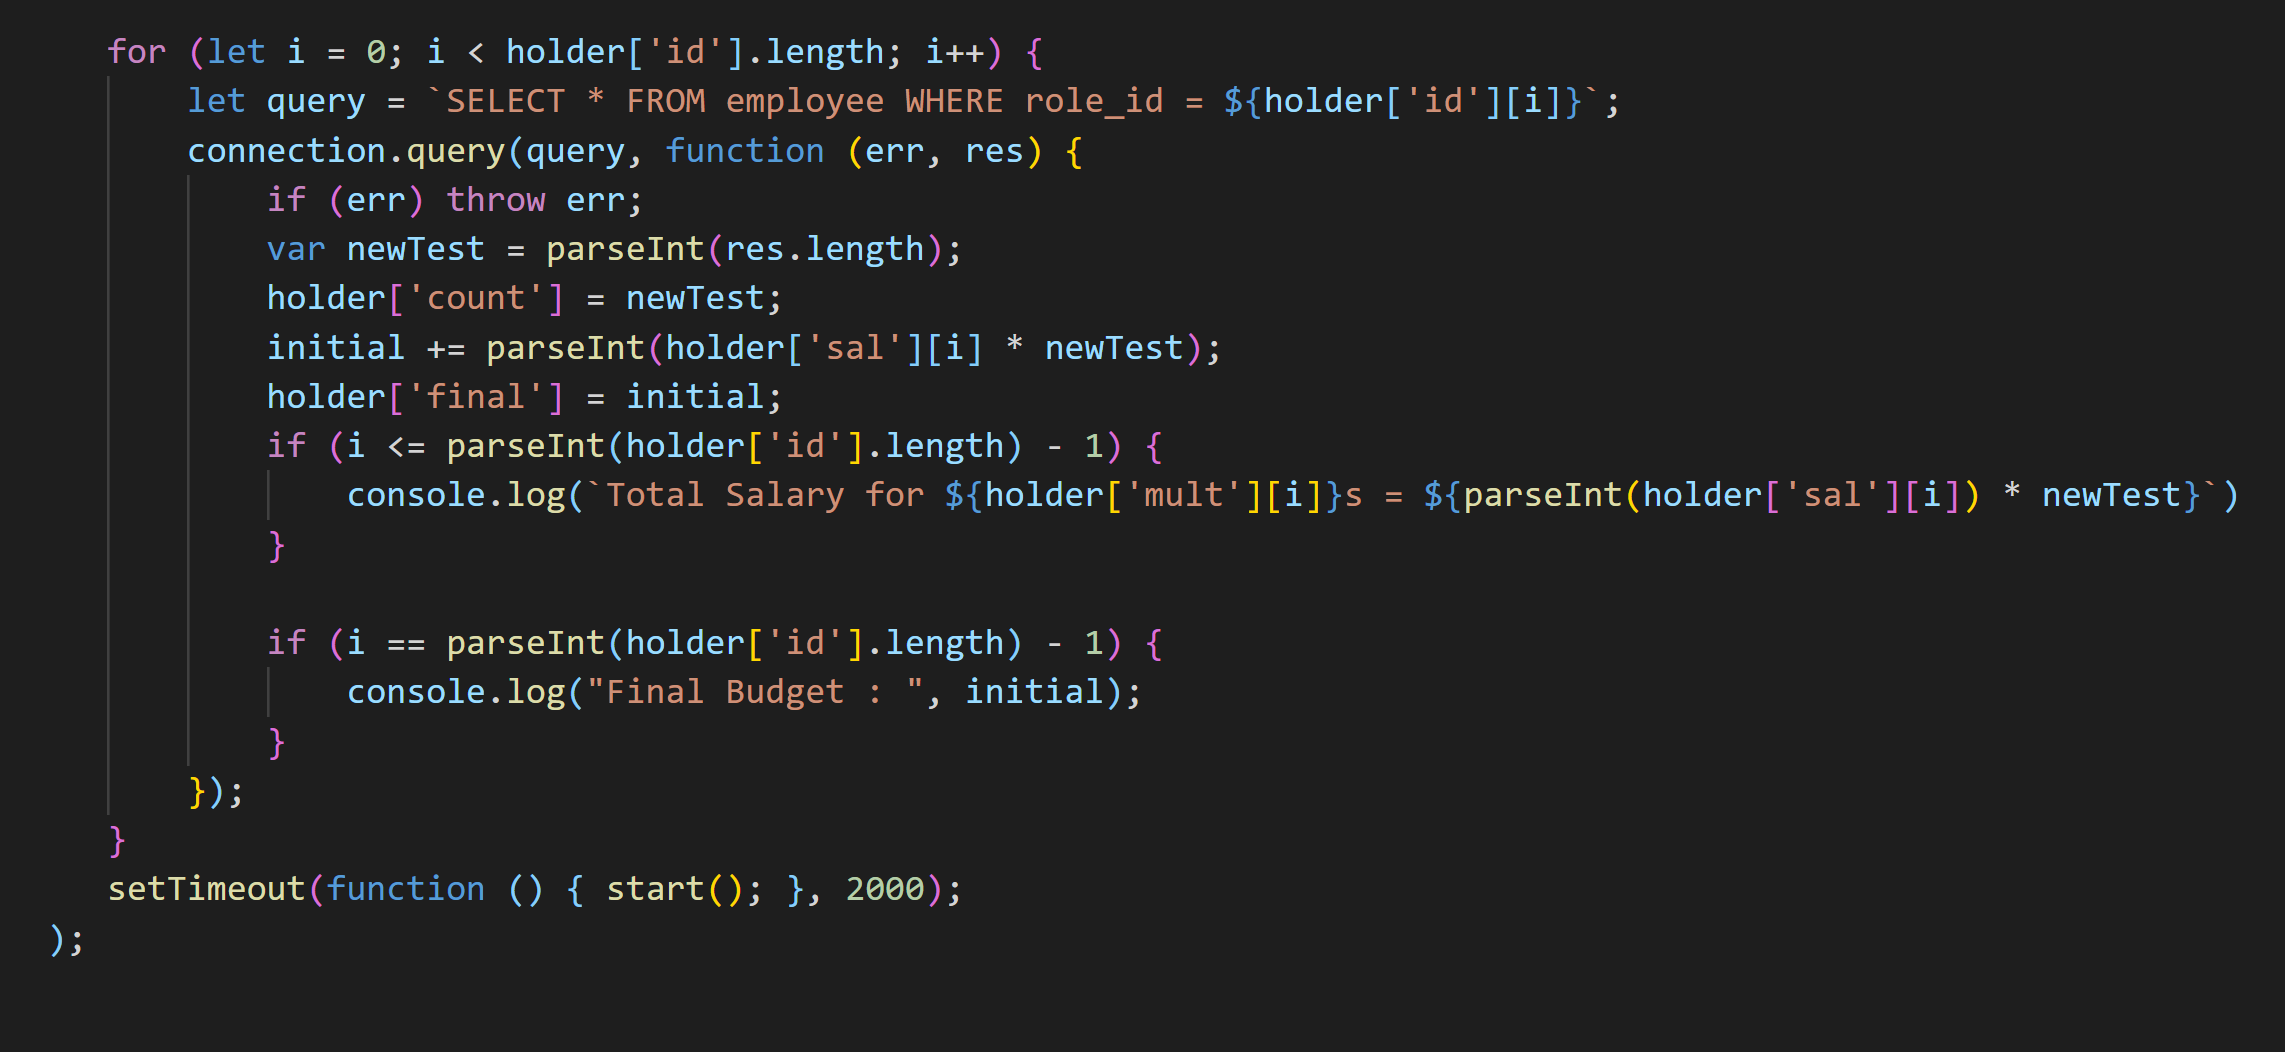 for (let i = 0; i < holder['id'].length; i++) {
let query = `SELECT * FROM employee WHERE role_id = ${holder['id'][i]}`;
connection.query(query, function (err, res) {
if (err) throw err;
var newTest = parseInt(res.length);
holder['count'] = newTest;
initial += parseInt(holder['sal'][i] * newTest);
holder['final'] = initial;
if (i <= parseInt(holder['id'].length) - 1) {
console.log(`Total Salary for ${holder['mult'][i]}s = ${parseInt(holder['sal'][i]) * newTest}`)
}
if (i == parseInt(holder['id'].length) - 1) {
console.log("Final Budget : ", initial);
}
});
}
setTimeout(function () { start(); }, 2000);
);